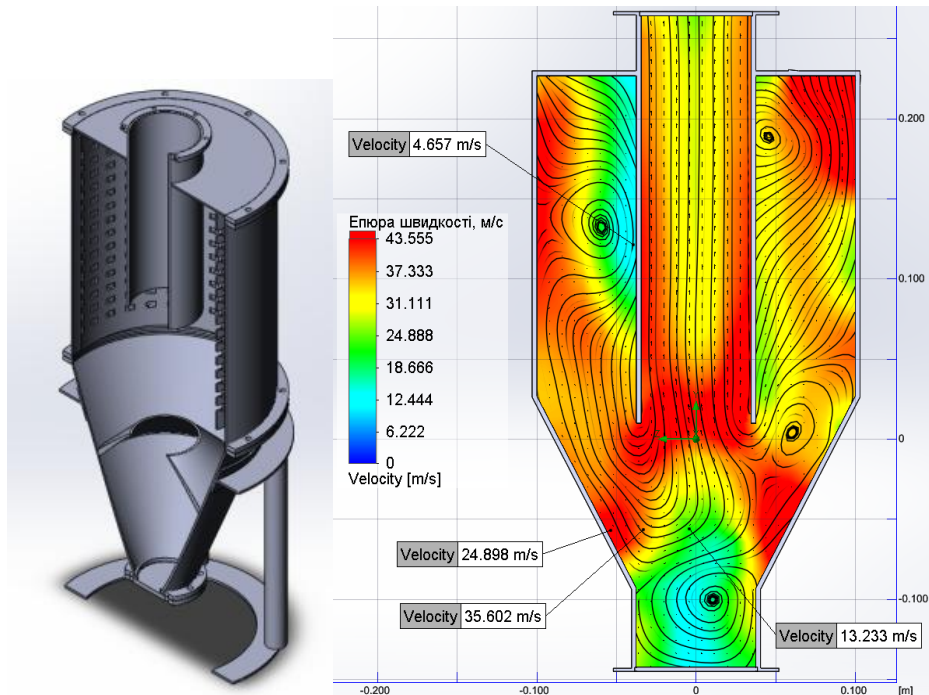 Velocity 4.657 m/s
Епюра швидкості, м/с
43.555
37.333
31.111
24.888
18.666
12.444
6.222
0
Velocity [m/s]
Velocity 24.898 m/s
Velocity 35.602 m/s
Velocity 13.233 m/s
0.200
0.100
0
-0.100
-0.200
-0.100
0
0.100
[m]